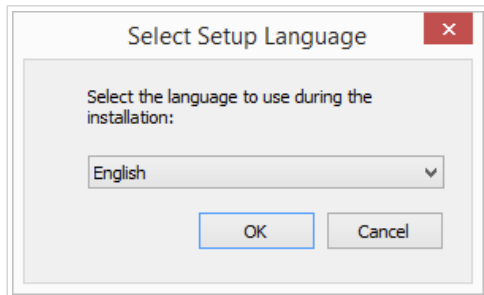 Select Setup Language
Select the language to use during the
installation:
English
OK
Cancel